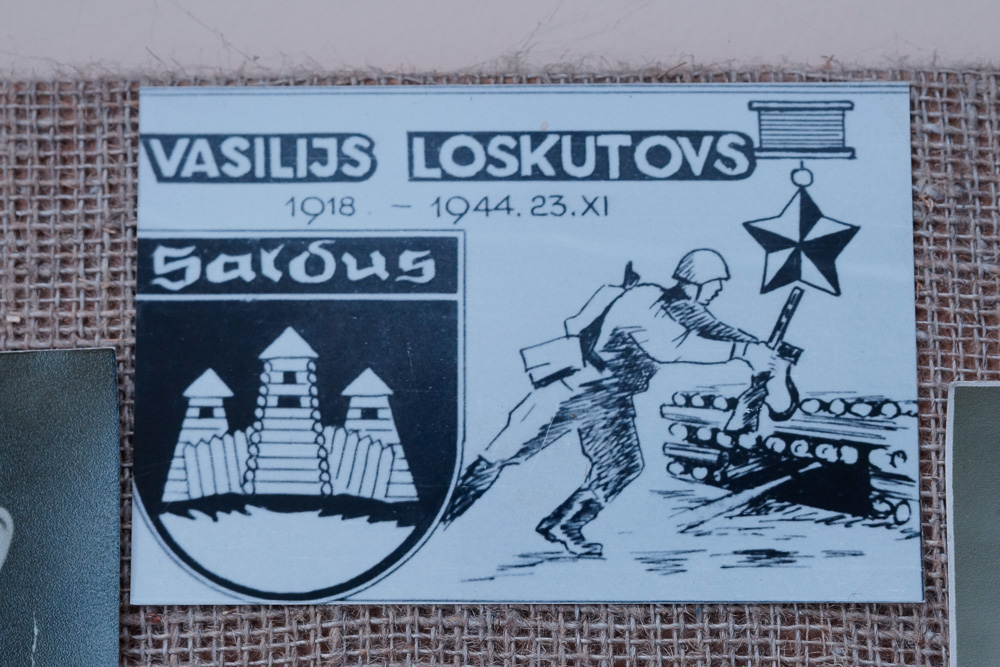 VASILIJS LOSKUTOVS
1918. – 1944. 23. XI
Saldus